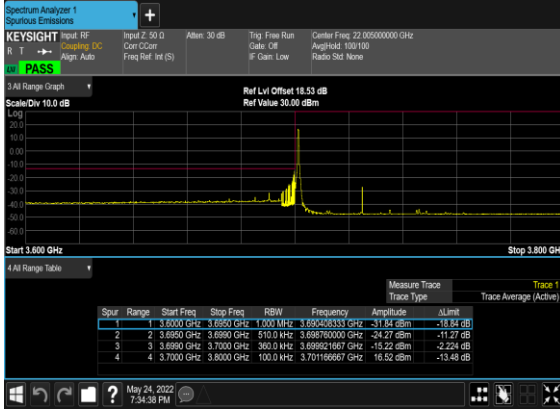 Spectrum Analyzer 1
Spurious Emissions
+
KEYSIGHT Input: RF Input Z: 50 Ω Atten: 30 dB Trig: Free Run Center Freq: 22.005000000 GHz
R T Coupling: DC Corr CCorr Gate: Off Avg|Hold: 100/100
Align: Auto Freq Ref: Int (S) IF Gain: Low Radio Std: None
PASS
3 All Range Graph
Ref Lvl Offset 18.53 dB
Scale/Div 10.0 dB Ref Value 30.00 dBm
Log
20.0
10.0
0.00
-10.0
-20.0
-30.0
-40.0
-50.0
-60.0
Start 3.600 GHz Stop 3.800 GH
4 All Range Table
Measure Trace Trace 1
Trace Type Trace Average (Active)
Spur Range Start Freq Stop Freq RBW Frequency Amplitude ΔLimit
1 1 3.6000 GHz 3.6950 GHz 1.000 MHz 3.690408333 GHz -31.84 dBm -18.84 dB
2 2 3.6950 GHz 3.6990 GHz 510.0 kHz 3.698760000 GHz -24.27 dBm -11.27 dB
3 3 3.6990 GHz 3.7000 GHz 360.0 kHz 3.699921667 GHz -15.22 dBm -2.224 dB
4 4 3.7000 GHz 3.8000 GHz 100.0 kHz 3.701166667 GHz 16.52 dBm -13.48 dB
? May 24, 2022
7:34:38 PM